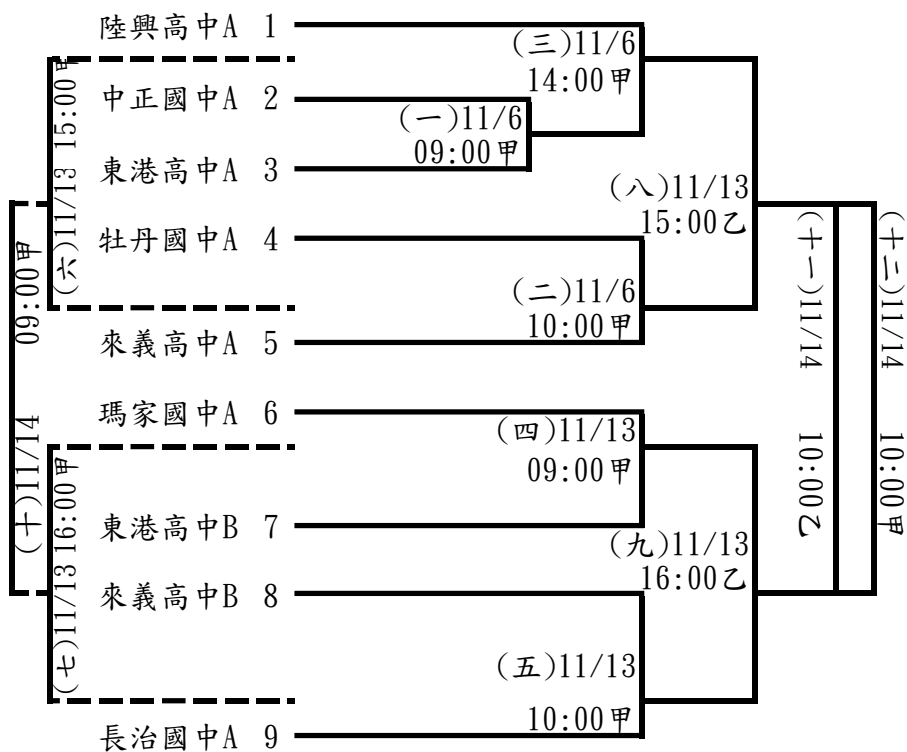 陸興高中A 1
(三)11/6
14:00甲
中正國中A 2
(一)11/6
09:00甲
東港高中A 3
(六)11/13 15:00甲
(八)11/13
15:00乙
牡丹國中A 4
(二)11/6
10:00甲
來義高中A 5
(十)11/14 09:00甲
(十一)11/14 10:00乙
(十二)11/14 10:00甲
瑪家國中A 6
(四)11/13
09:00甲
東港高中B 7
(七)11/13 16:00甲
(九)11/13
16:00乙
來義高中B 8
(五)11/13
10:00甲
長治國中A 9